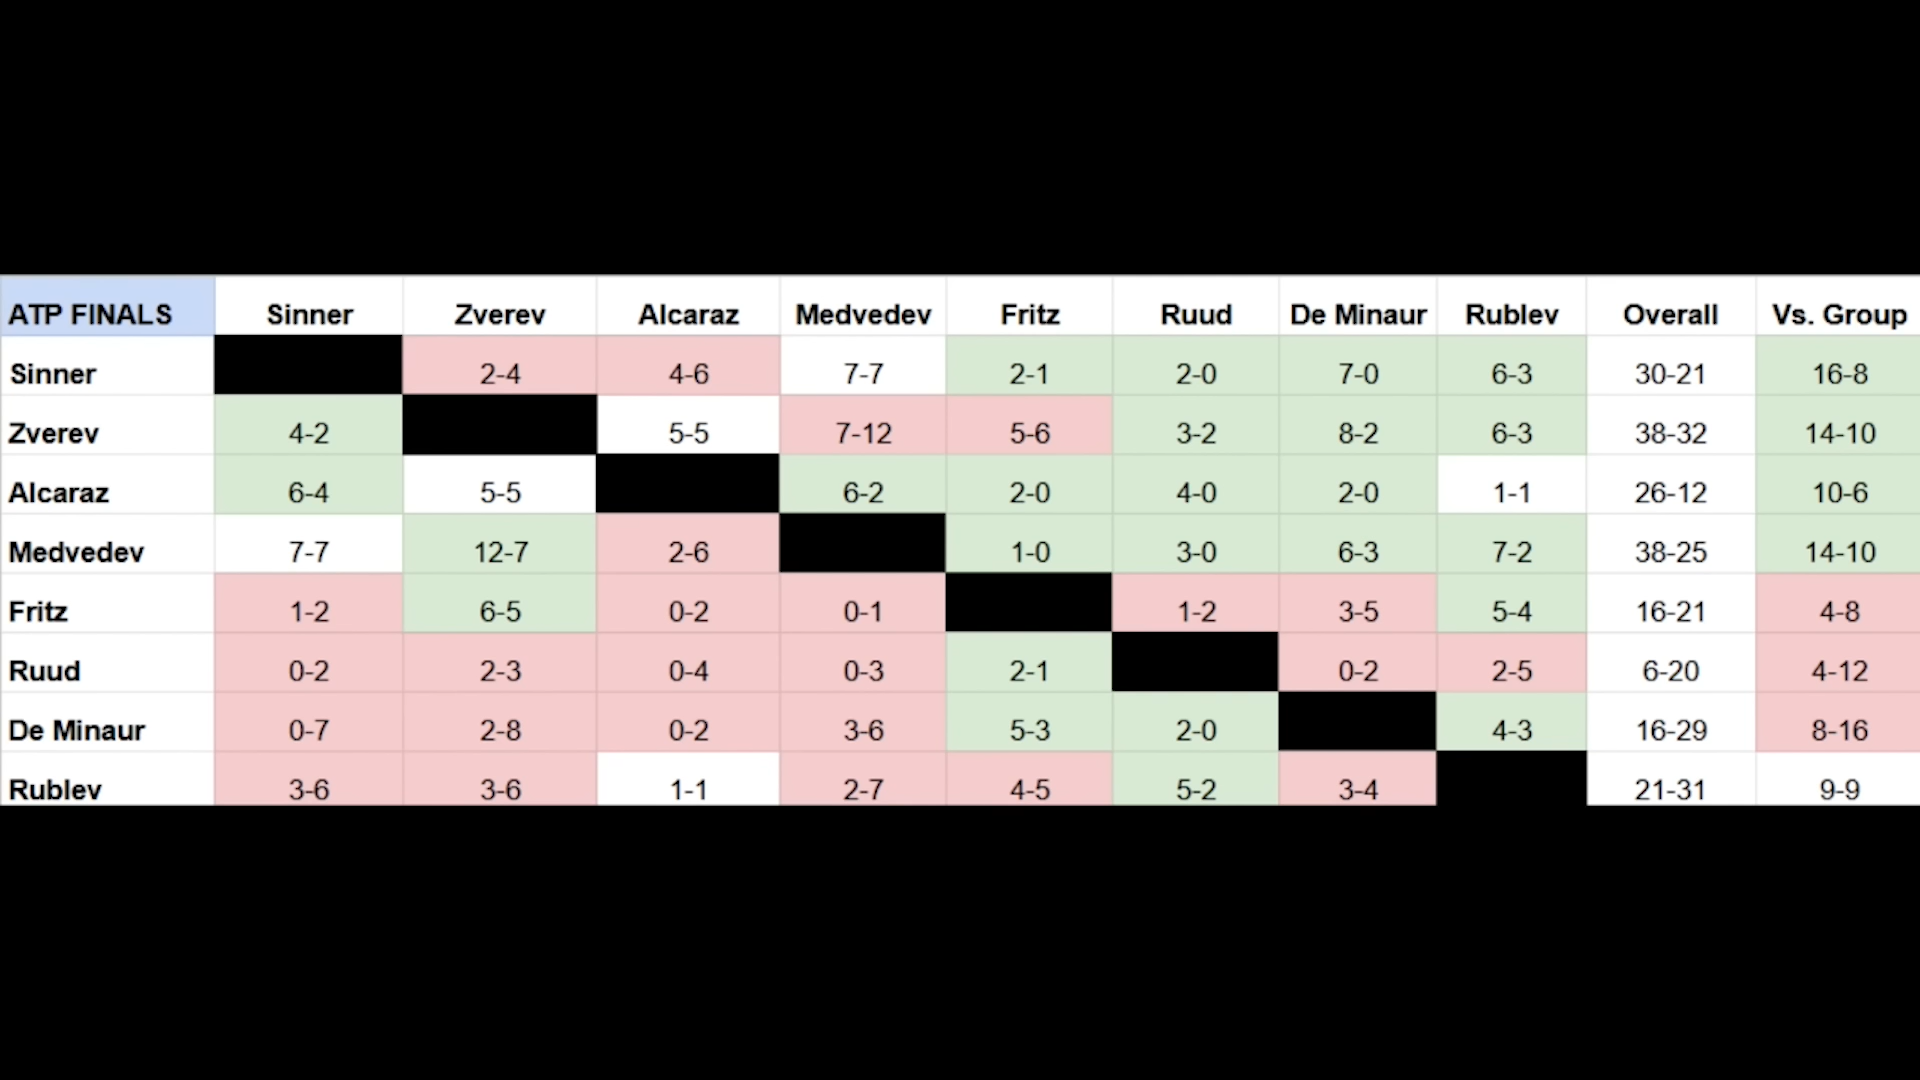 ATP FINALS Sinner Zverev Alcaraz Medvedev Fritz Ruud De Minaur Rublev Overall Vs. Group
Sinner 2-4 4-6 7-7 2-1 2-0 7-0 6-3 30-21 16-8
Zverev 4-2 5-5 7-12 5-6 3-2 8-2 6-3 38-32 14-10
Alcaraz 6-4 5-5 6-2 2-0 4-0 2-0 1-1 26-12 10-6
Medvedev 7-7 12-7 2-6 1-0 3-0 6-3 7-2 38-25 14-10
Fritz 1-2 6-5 0-2 0-1 1-2 3-5 5-4 16-21 4-8
Ruud 0-2 2-3 0-4 0-3 2-1 0-2 2-5 6-20 4-12
De Minaur 0-7 2-8 0-2 3-6 5-3 2-0 4-3 16-29 8-16
Rublev 3-6 3-6 1-1 2-7 4-5 5-2 3-4 21-31 9-9